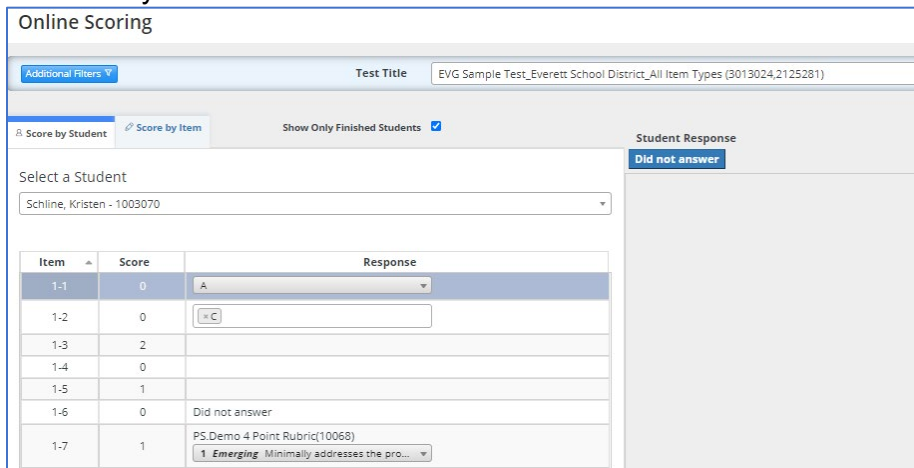 Online Scoring
Additional Filters
Test Title
EVG Sample Test_Everett School District_All Item Types (3013024,2125281)
Score by Student
Score by Item
Show Only Finished Students
Student Response
Did not answer
Select a Student
Schline, Kristen - 1003070
Item Score Response
1-1 0 A
1-2 0 ×C
1-3 2
1-4 0
1-5 1
1-6 0 Did not answer
PS.Demo 4 Point Rubric(10068)
1-7 1
1 Emerging Minimally addresses the pro...